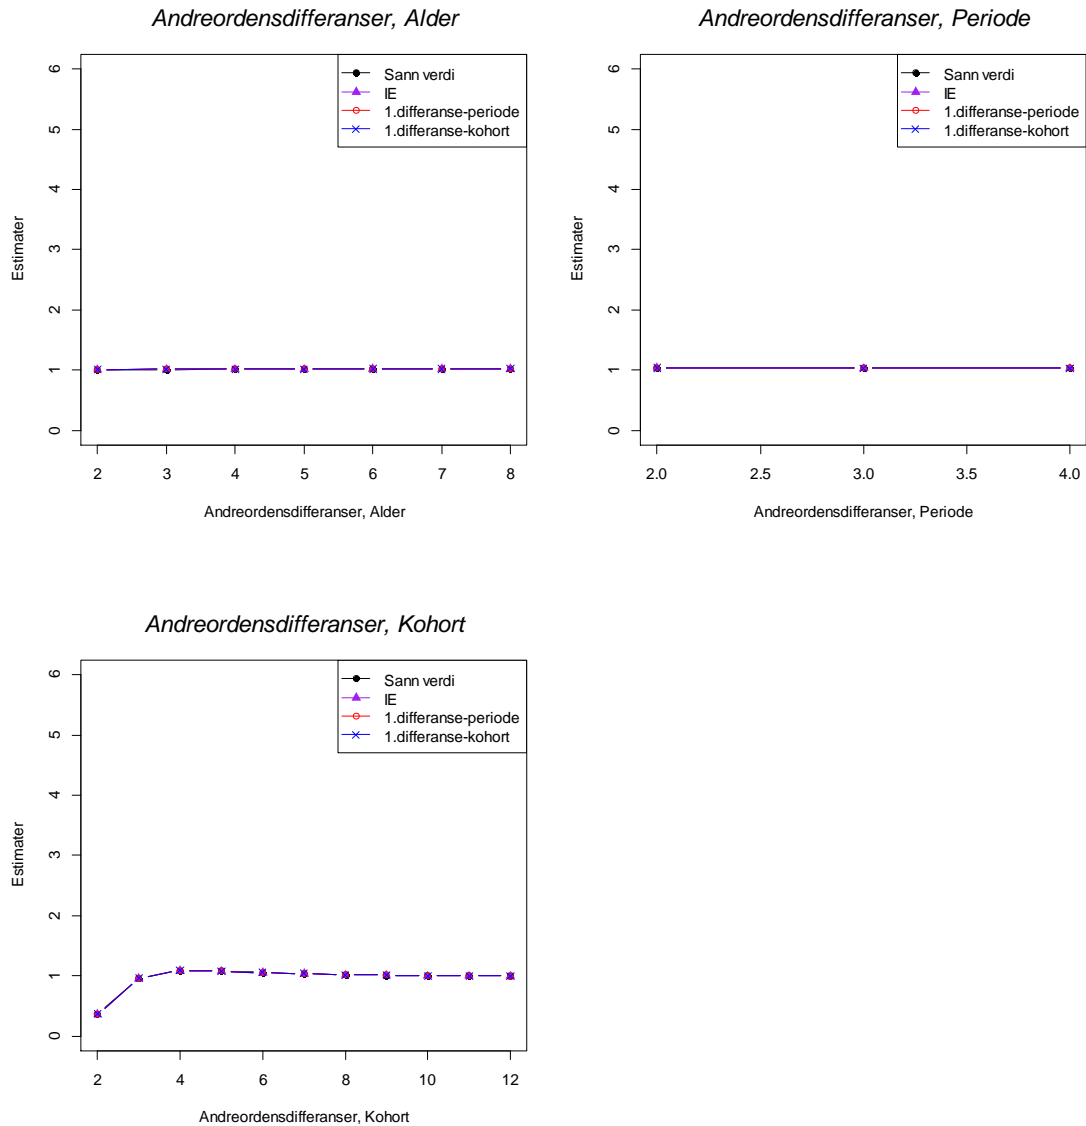 Andreordensdifferanser, Alder
Sann verdi
IE
1.differanse-periode
1.differanse-kohort
Estimater
0 1 2 3 4 5 6
2 3 4 5 6 7 8
Andreordensdifferanser, Alder
Andreordensdifferanser, Periode
Sann verdi
IE
1.differanse-periode
1.differanse-kohort
Estimater
0 1 2 3 4 5 6
2.0 2.5 3.0 3.5 4.0
Andreordensdifferanser, Periode
Andreordensdifferanser, Kohort
Sann verdi
IE
1.differanse-periode
1.differanse-kohort
Estimater
0 1 2 3 4 5 6
2 4 6 8 10 12
Andreordensdifferanser, Kohort